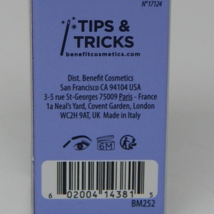 N°17124
TIPS &
TRICKS
benefitcosmetics.com
Dist. Benefit Cosmetics
San Francisco CA 94104 USA
3-5 rue St-Georges 75009 Paris - France
1a Neal's Yard, Covent Garden, London
WC2H 9AT, UK Made in Italy
6M
6 02004 14381 5
BM252